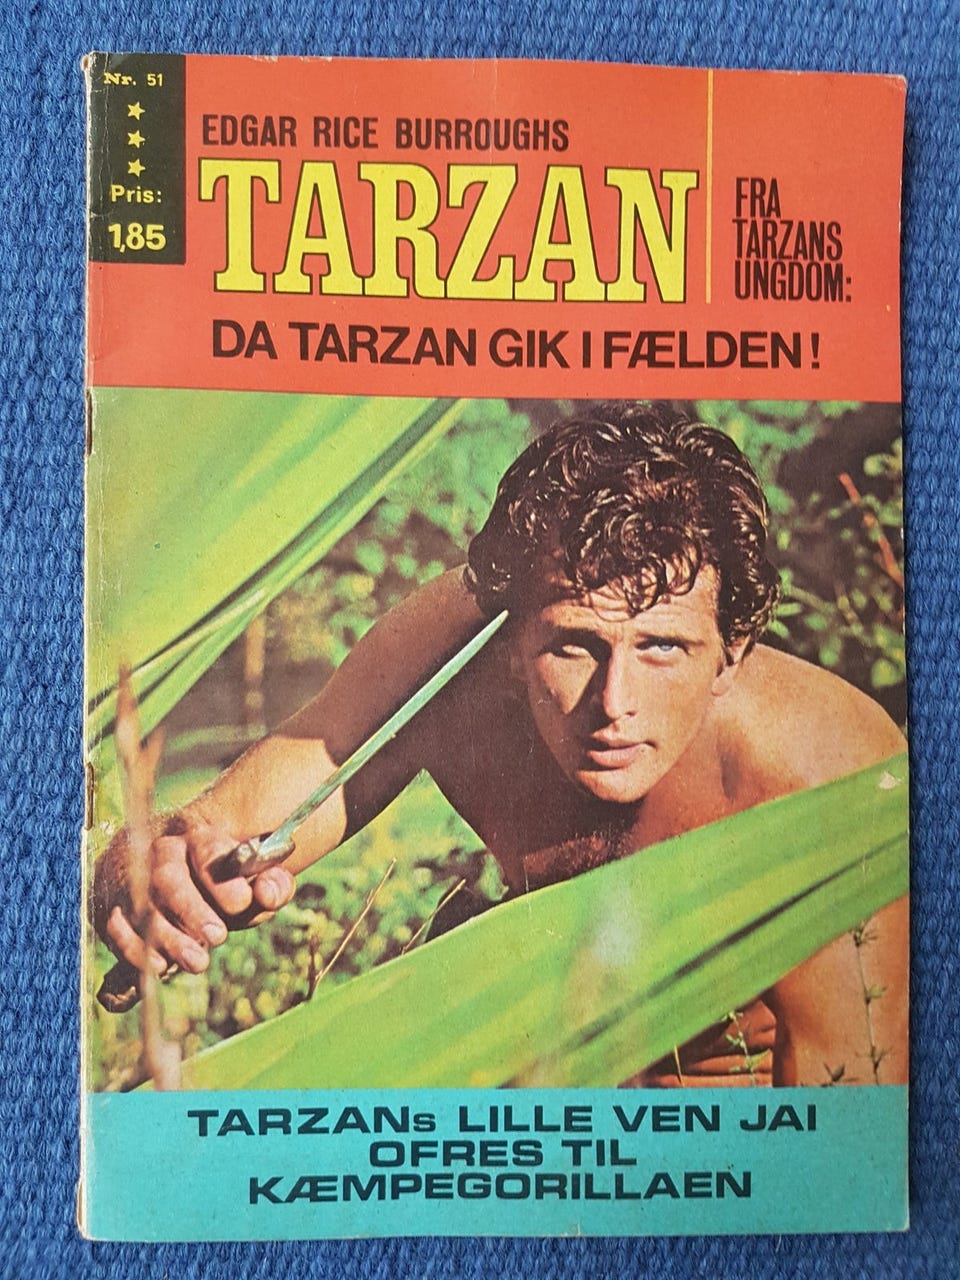 Nr. 51
Pris:
1,85
EDGAR RICE BURROUGHS
TARZAN
FRA
TARZANS
UNGDOM:
DA TARZAN GIK I FÆLDEN!
TARZANs LILLE VEN JAI
OFRES TIL
KÆMPEGORILLAEN